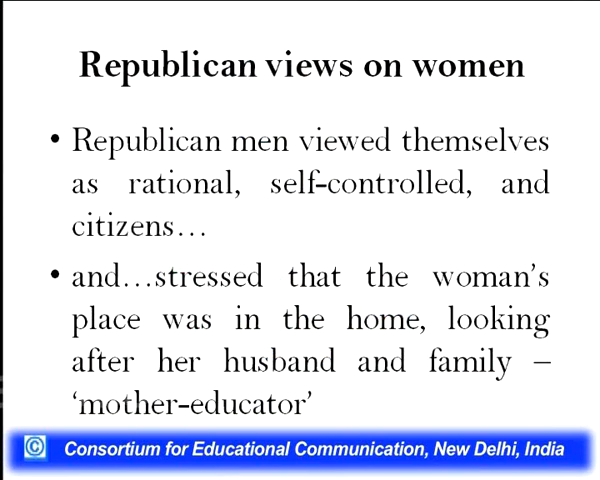 Republican views on women
• Republican men viewed themselves
as rational, self-controlled, and
citizens…
• and…stressed that the woman's
place was in the home, looking
after her husband and family –
'mother-educator'
© Consortium for Educational Communication, New Delhi, India